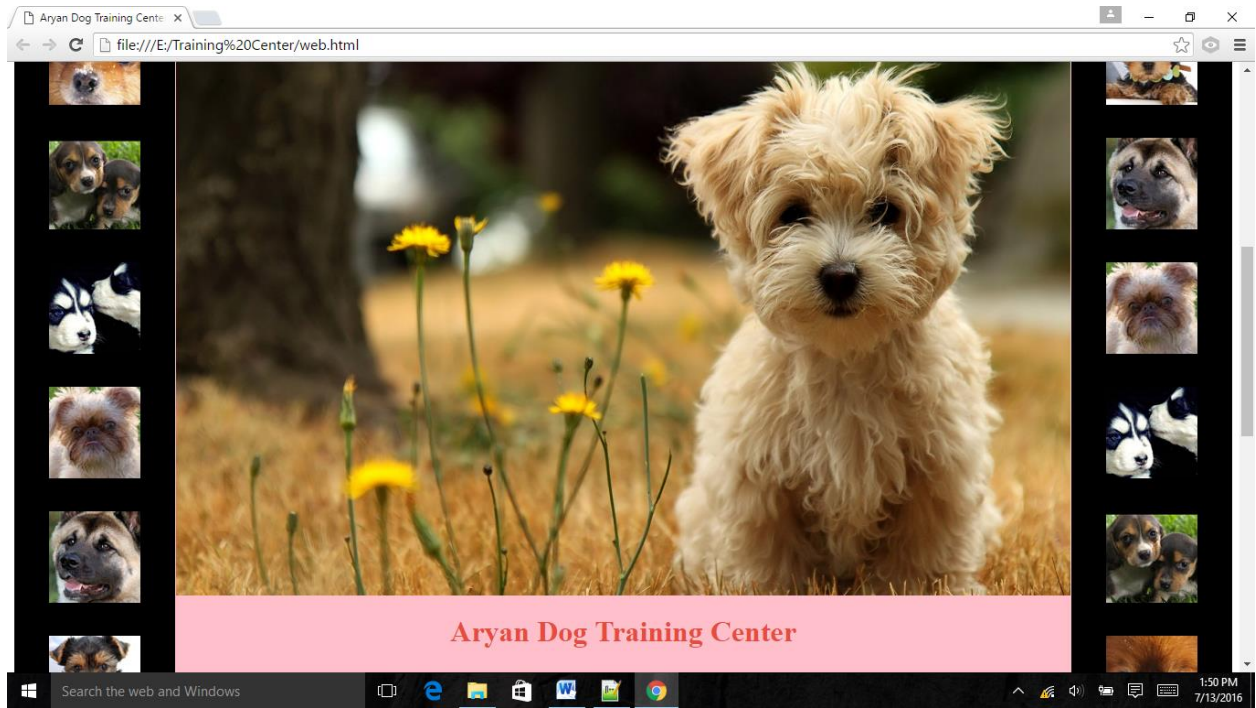 Aryan Dog Training Cente
file:///E:/Training%20Center/web.html
Aryan Dog Training Center
Search the web and Windows
1:50 PM
7/13/2016